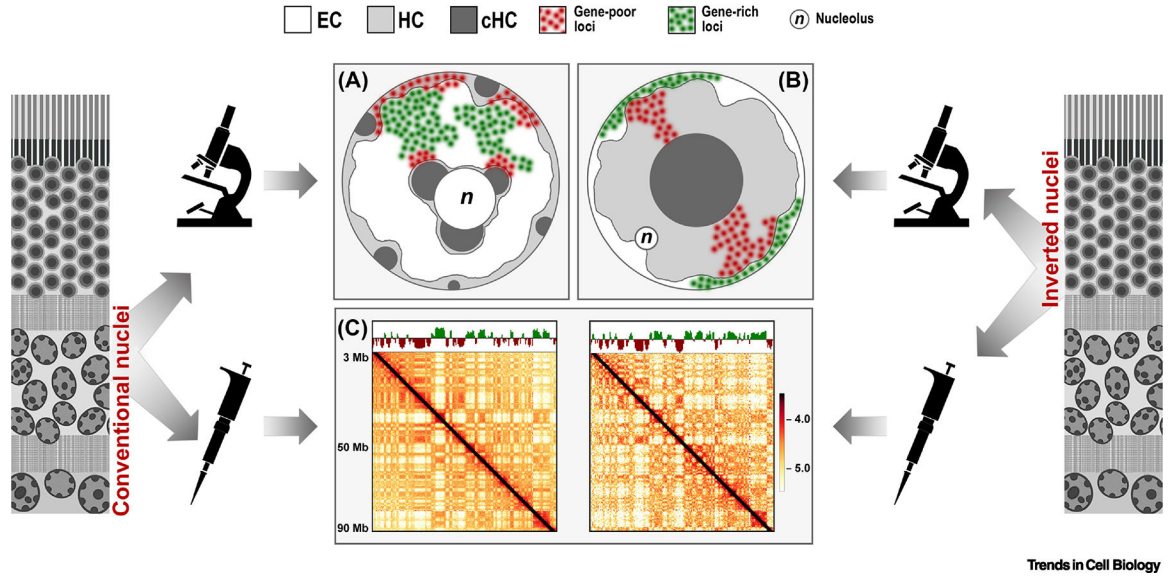 EC
HC
cHC
Gene-poor
loci
Gene-rich
loci
n
Nucleolus
(A)
(B)
n
n
Conventional nuclei
Inverted nuclei
(C)
3 Mb
50 Mb
90 Mb
– 4.0
– 5.0
Trends in Cell Biology